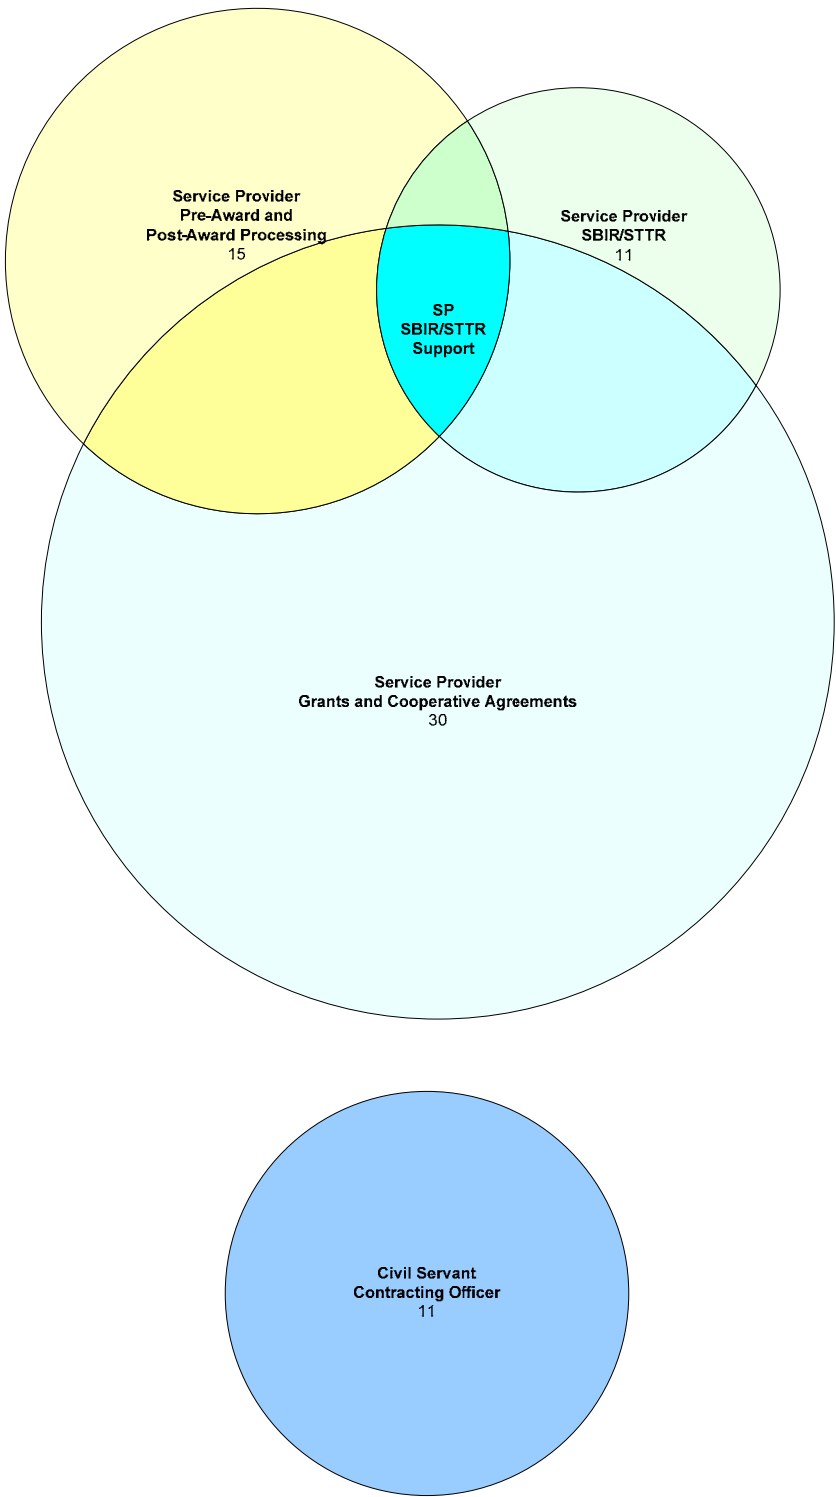 Service Provider
Pre-Award and
Post-Award Processing
15
Service Provider
SBIR/STTR
11
SP
SBIR/STTR
Support
Service Provider
Grants and Cooperative Agreements
30
Civil Servant
Contracting Officer
11